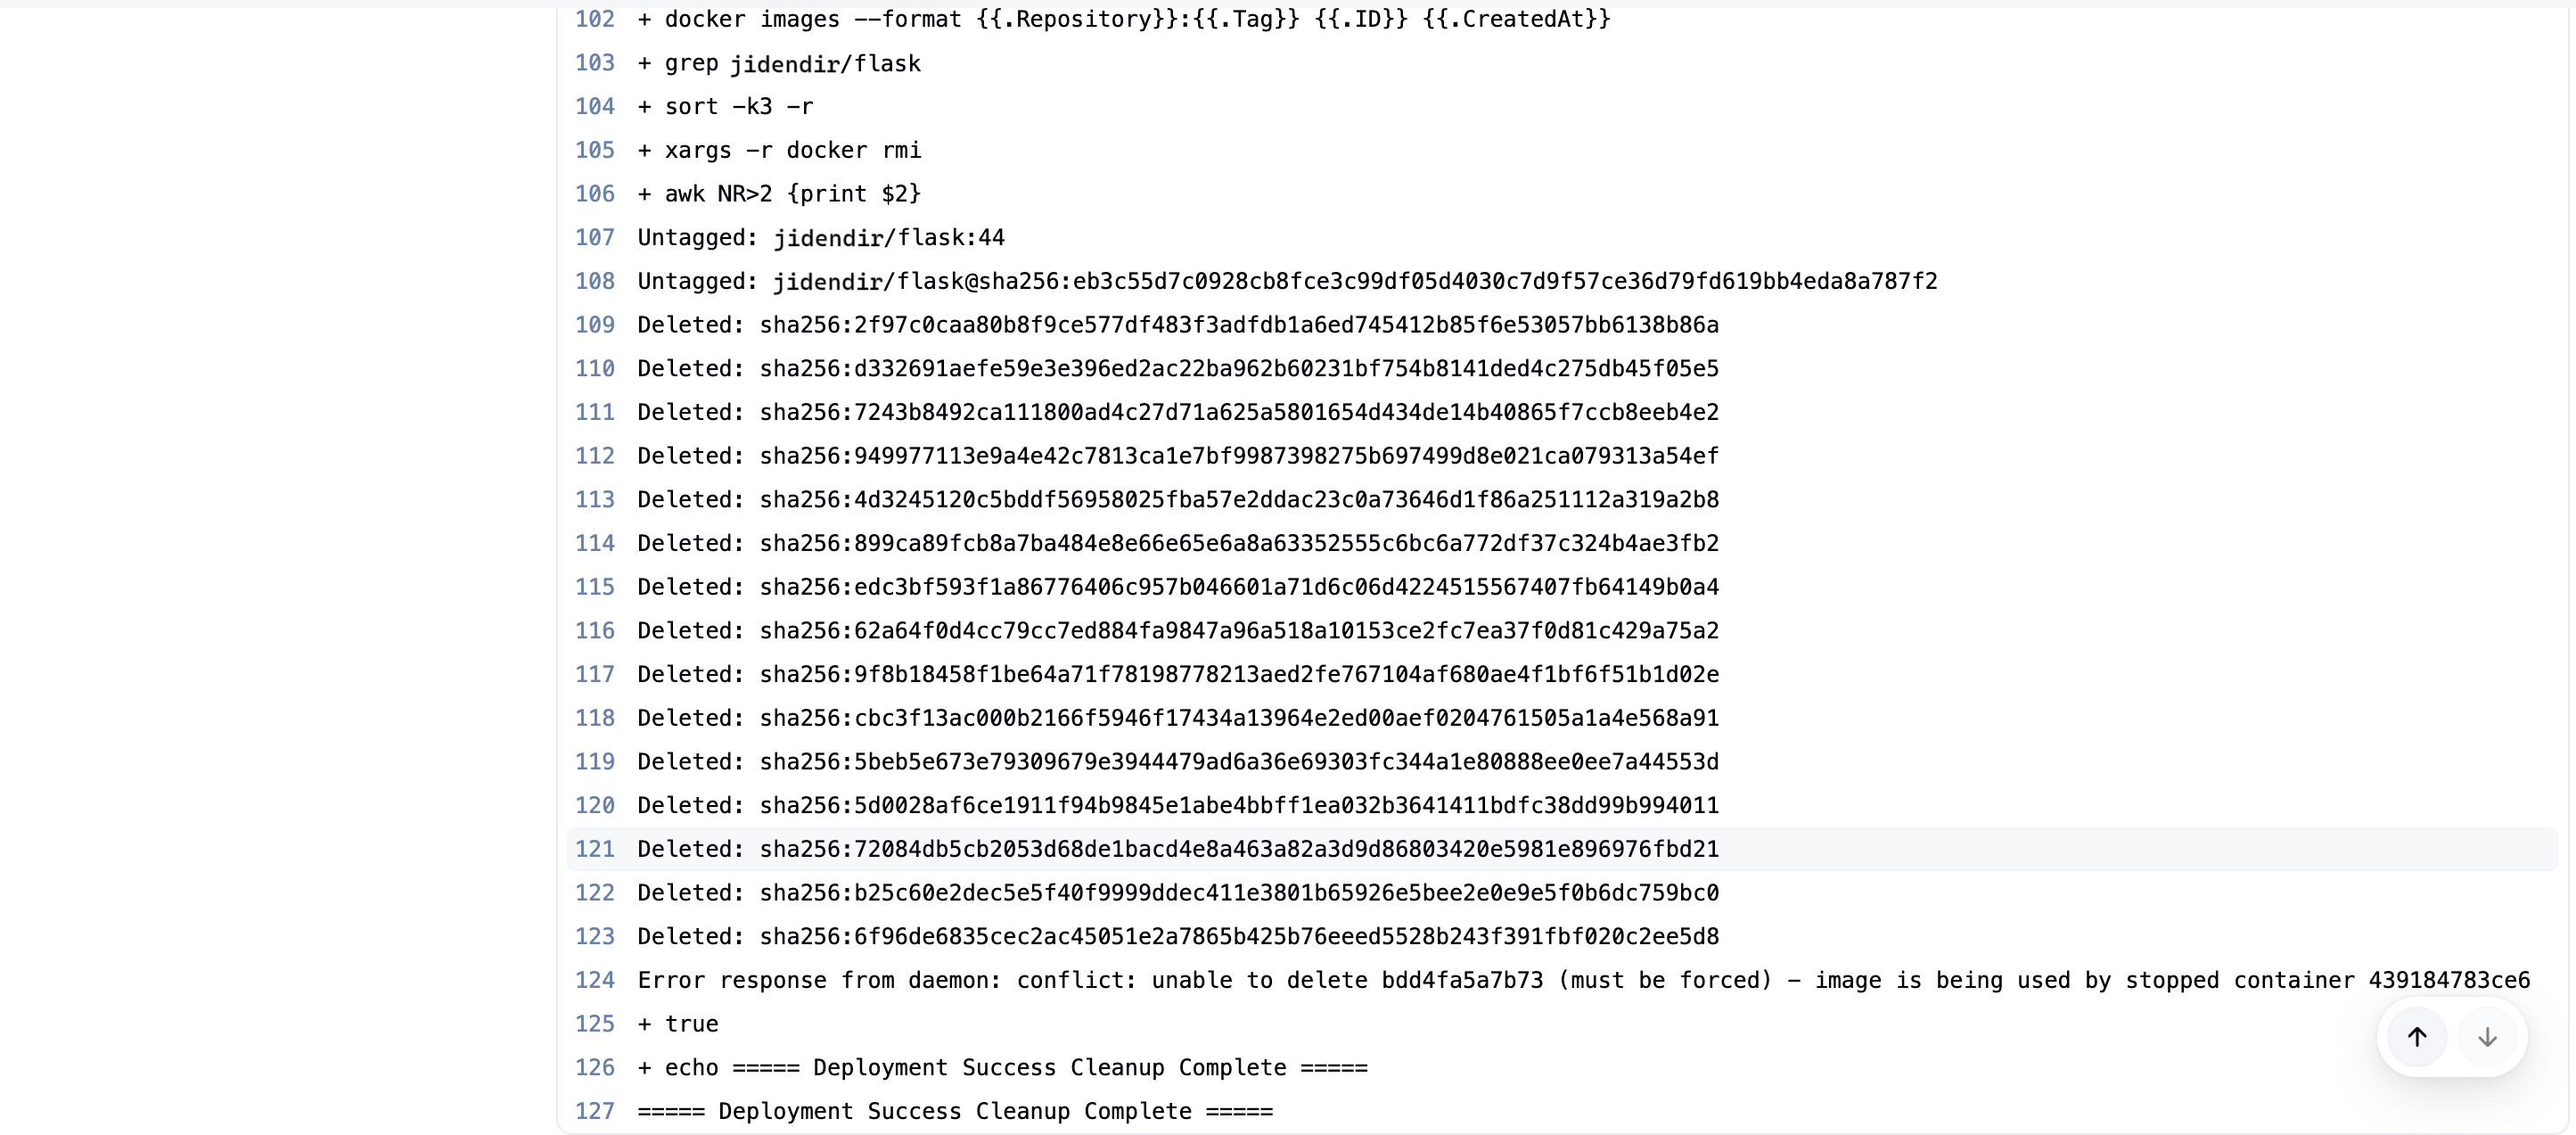 102 + docker images --format {{.Repository}}:{{.Tag}} {{.ID}} {{.CreatedAt}}
103 + grep jidendir/flask
104 + sort -k3 -r
105 + xargs -r docker rmi
106 + awk NR>2 {print $2}
107 Untagged: jidendir/flask:44
108 Untagged: jidendir/flask@sha256:eb3c55d7c0928cb8fce3c99df05d4030c7d9f57ce36d79fd619bb4eda8a787f2
109 Deleted: sha256:2f97c0caa80b8f9ce577df483f3adfdb1a6ed745412b85f6e53057bb6138b86a
110 Deleted: sha256:d332691aefe59e3e396ed2ac22ba962b60231bf754b8141ded4c275db45f05e5
111 Deleted: sha256:7243b8492ca111800ad4c27d71a625a5801654d434de14b40865f7ccb8eeb4e2
112 Deleted: sha256:949977113e9a4e42c7813ca1e7bf9987398275b697499d8e021ca079313a54ef
113 Deleted: sha256:4d3245120c5bddf56958025fba57e2ddac23c0a73646d1f86a251112a319a2b8
114 Deleted: sha256:899ca89fcb8a7ba484e8e66e65e6a8a63352555c6bc6a772df37c324b4ae3fb2
115 Deleted: sha256:edc3bf593f1a86776406c957b046601a71d6c06d4224515567407fb64149b0a4
116 Deleted: sha256:62a64f0d4cc79cc7ed884fa9847a96a518a10153ce2fc7ea37f0d81c429a75a2
117 Deleted: sha256:9f8b18458f1be64a71f78198778213aed2fe767104af680ae4f1bf6f51b1d02e
118 Deleted: sha256:cbc3f13ac000b2166f5946f17434a13964e2ed00aef0204761505a1a4e568a91
119 Deleted: sha256:5beb5e673e79309679e3944479ad6a36e69303fc344a1e80888ee0ee7a44553d
120 Deleted: sha256:5d0028af6ce1911f94b9845e1abe4bbff1ea032b3641411bdfc38dd99b994011
121 Deleted: sha256:72084db5cb2053d68de1bacd4e8a463a82a3d9d86803420e5981e896976fbd21
122 Deleted: sha256:b25c60e2dec5e5f40f9999ddec411e3801b65926e5bee2e0e9e5f0b6dc759bc0
123 Deleted: sha256:6f96de6835cec2ac45051e2a7865b425b76eeed5528b243f391fbf020c2ee5d8
124 Error response from daemon: conflict: unable to delete bdd4fa5a7b73 (must be forced) - image is being used by stopped container 439184783ce6
125 + true
126 + echo ===== Deployment Success Cleanup Complete =====
127 ===== Deployment Success Cleanup Complete =====